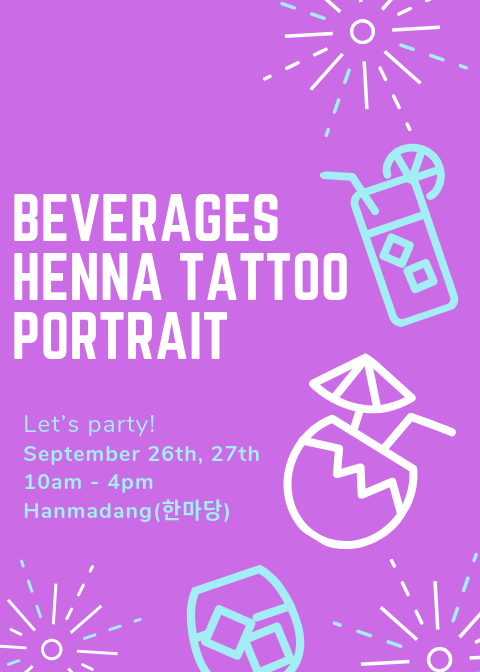 BEVERAGES
HENNA TATTOO
PORTRAIT
Let’s party!
September 26th, 27th
10am - 4pm
Hanmadang(한마당)